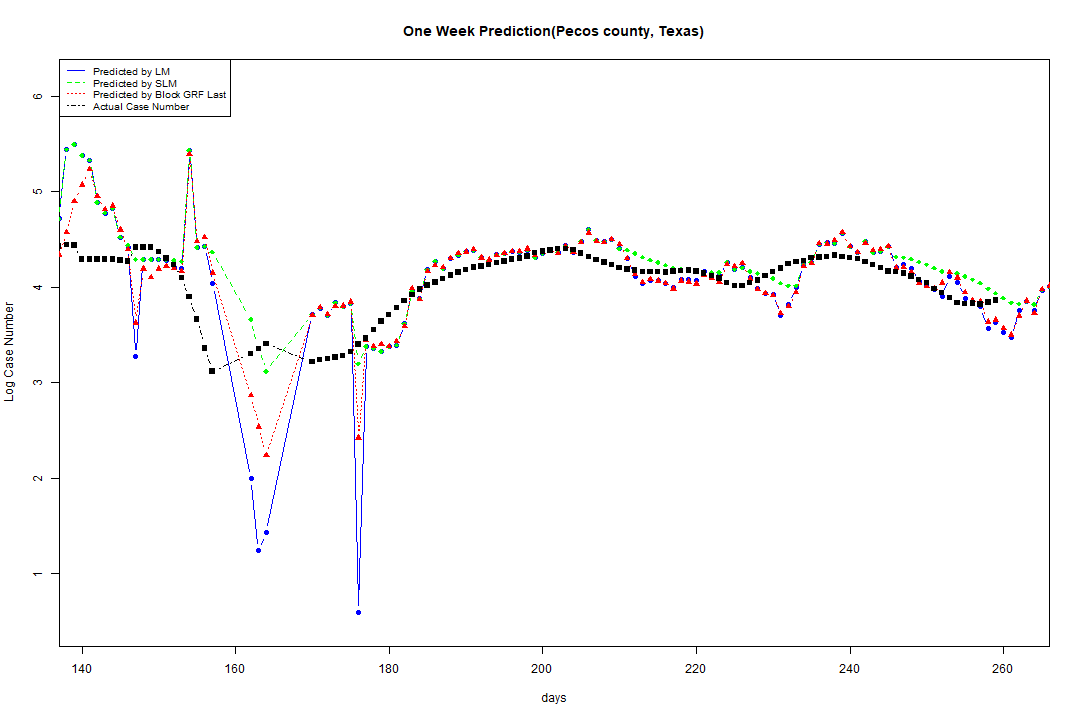 One Week Prediction(Pecos county, Texas)
Predicted by LM
Predicted by SLM
Predicted by Block GRF Last
Actual Case Number
6
5
4
3
2
1
Log Case Number
140 160 180 200 220 240 260
days